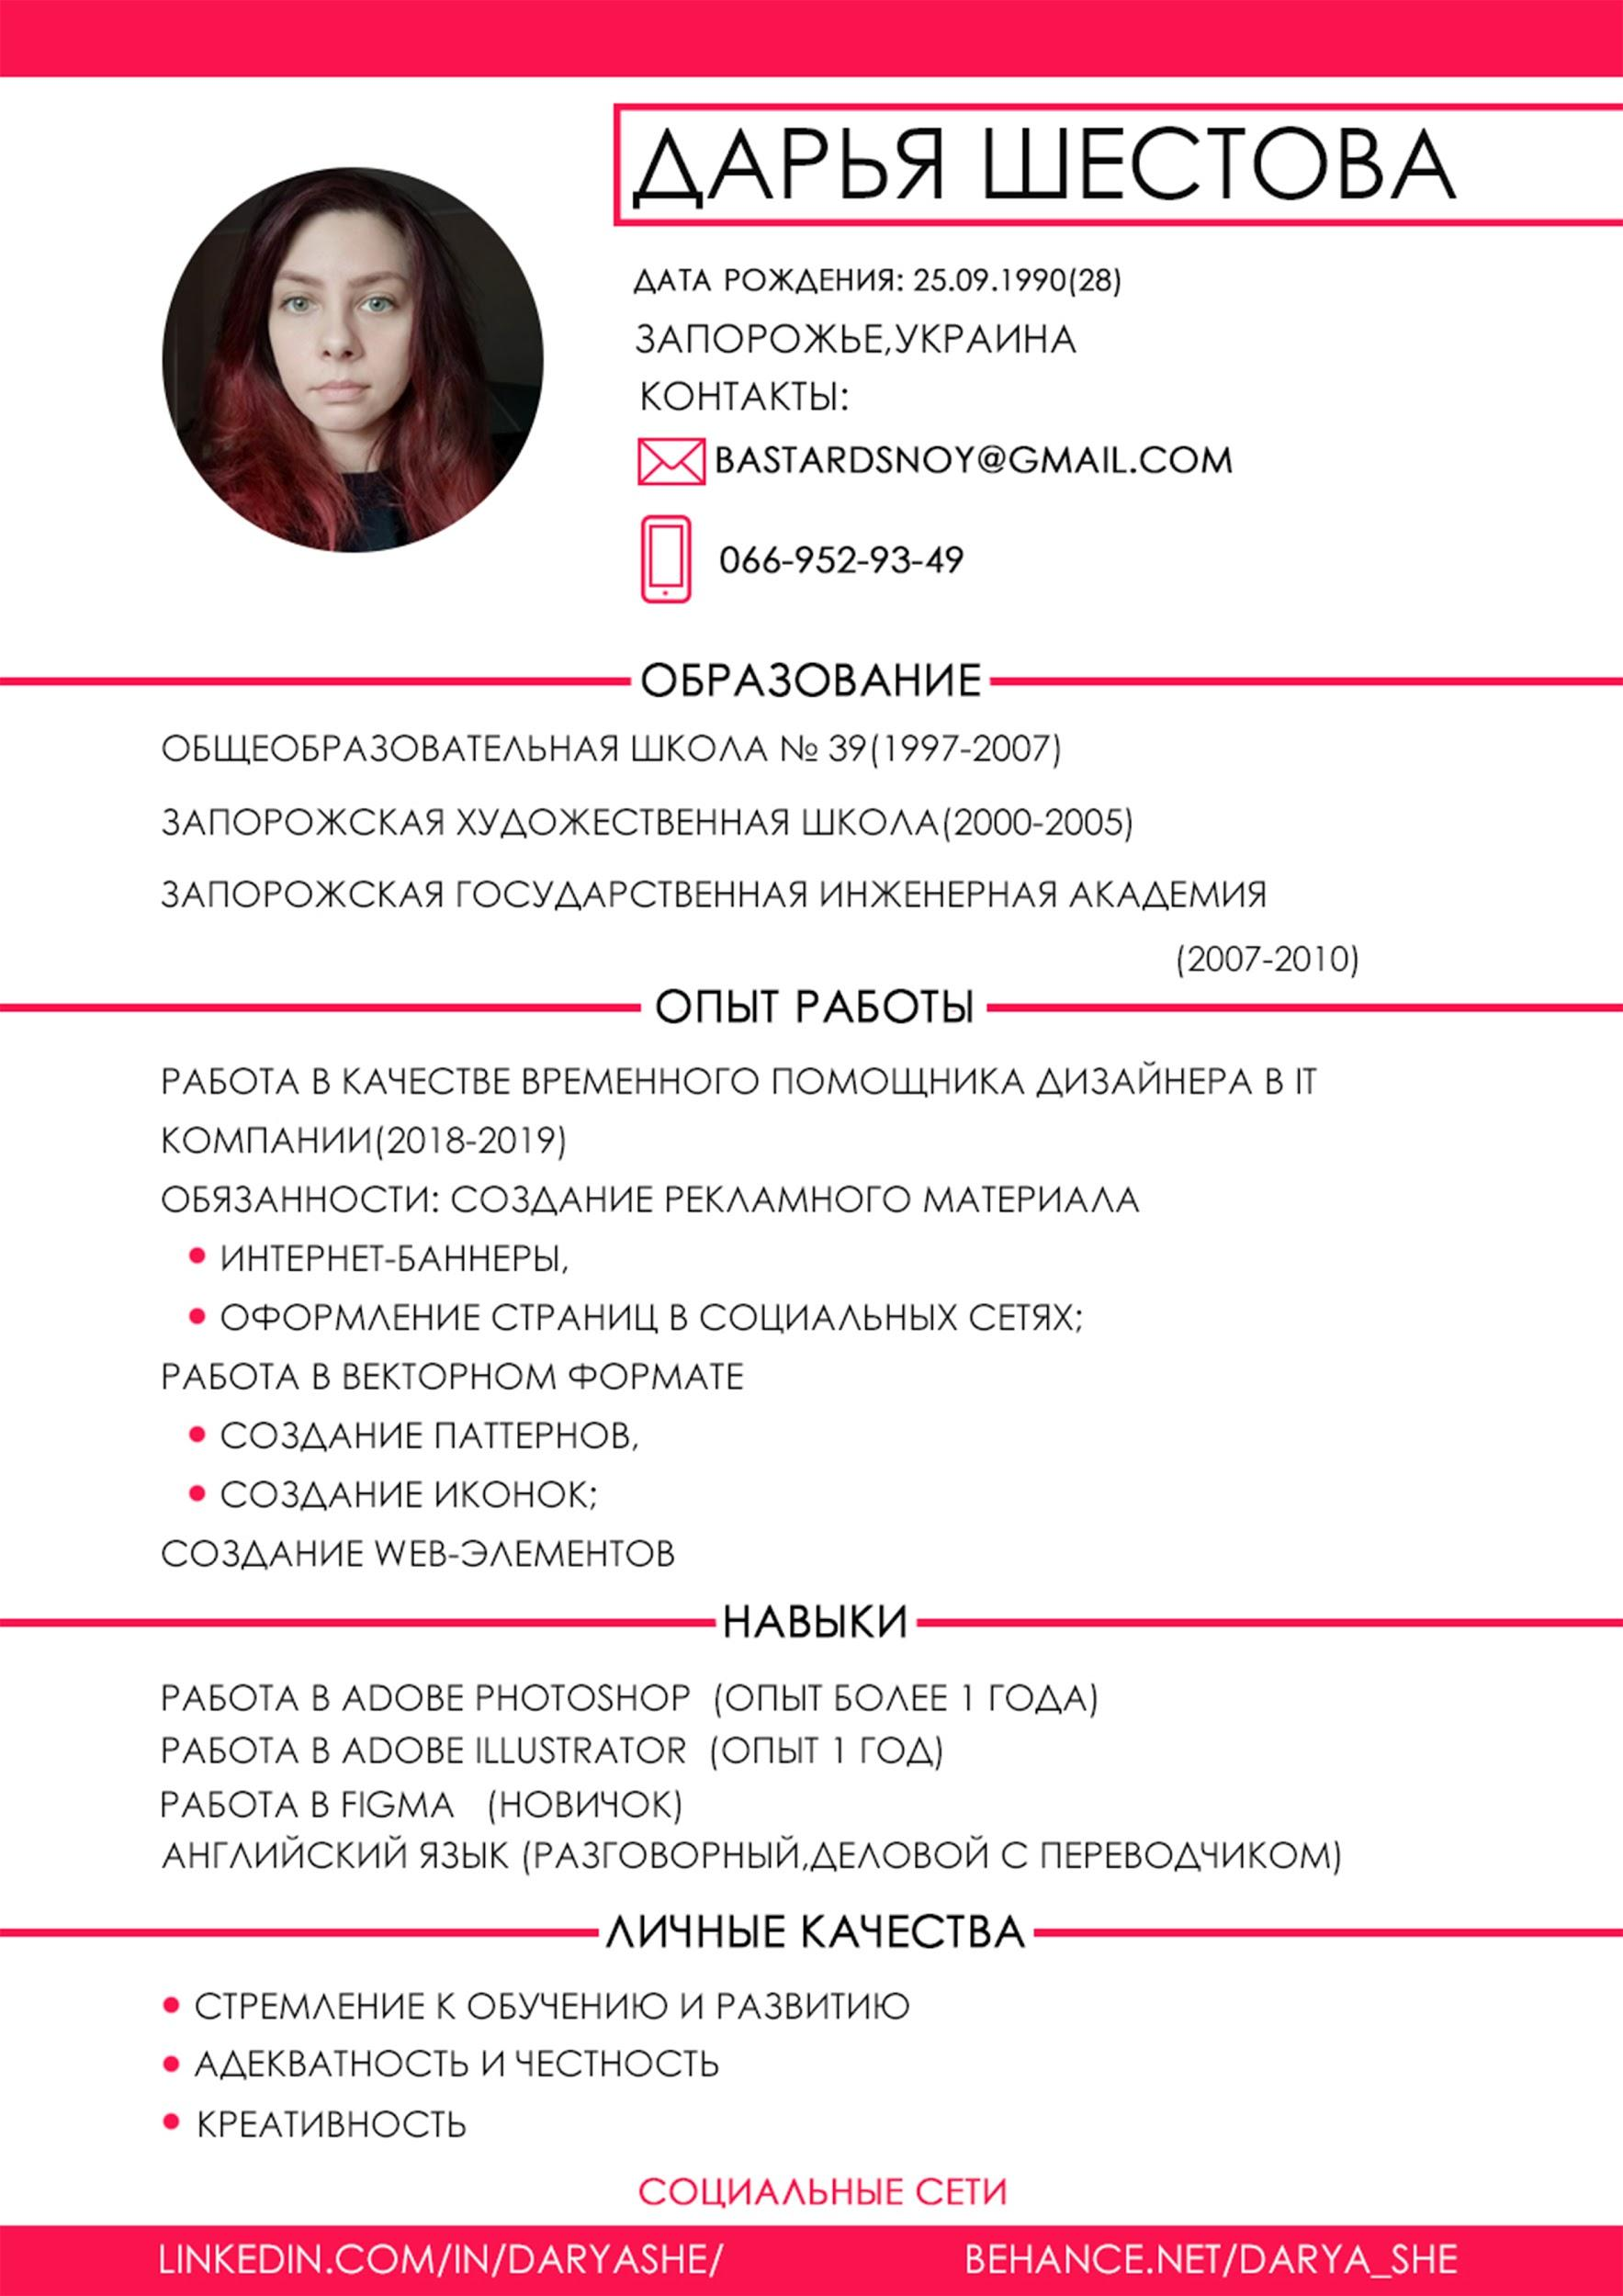 ДАРЬЯ ШЕСТОВА
ДАТА РОЖДЕНИЯ: 25.09.1990(28)
ЗАПОРОЖЬЕ,УКРАИНА
КОНТАКТЫ:
BASTARDSNOY@GMAIL.COM
066-952-93-49
ОБРАЗОВАНИЕ
ОБЩЕОБРАЗОВАТЕЛЬНАЯ ШКОЛА № 39(1997-2007)
ЗАПОРОЖСКАЯ ХУДОЖЕСТВЕННАЯ ШКОЛА(2000-2005)
ЗАПОРОЖСКАЯ ГОСУДАРСТВЕННАЯ ИНЖЕНЕРНАЯ АКАДЕМИЯ
(2007-2010)
ОПЫТ РАБОТЫ
РАБОТА В КАЧЕСТВЕ ВРЕМЕННОГО ПОМОЩНИКА ДИЗАЙНЕРА В IT
КОМПАНИИ(2018-2019)
ОБЯЗАННОСТИ: СОЗДАНИЕ РЕКЛАМНОГО МАТЕРИАЛА
• ИНТЕРНЕТ-БАННЕРЫ,
• ОФОРМЛЕНИЕ СТРАНИЦ В СОЦИАЛЬНЫХ СЕТЯХ;
РАБОТА В ВЕКТОРНОМ ФОРМАТЕ
• СОЗДАНИЕ ПАТТЕРНОВ,
• СОЗДАНИЕ ИКОНОК;
СОЗДАНИЕ WEB-ЭЛЕМЕНТОВ
НАВЫКИ
РАБОТА В ADOBE PHOTOSHOP (ОПЫТ БОЛЕЕ 1 ГОДА)
РАБОТА В ADOBE ILLUSTRATOR (ОПЫТ 1 ГОД)
РАБОТА В FIGMA (НОВИЧОК)
АНГЛИЙСКИЙ ЯЗЫК (РАЗГОВОРНЫЙ,ДЕЛОВОЙ С ПЕРЕВОДЧИКОМ)
ЛИЧНЫЕ КАЧЕСТВА
• СТРЕМЛЕНИЕ К ОБУЧЕНИЮ И РАЗВИТИЮ
• АДЕКВАТНОСТЬ И ЧЕСТНОСТЬ
• КРЕАТИВНОСТЬ
СОЦИАЛЬНЫЕ СЕТИ
LINKEDIN.COM/IN/DARYASHE/
BEHANCE.NET/DARYA_SHE